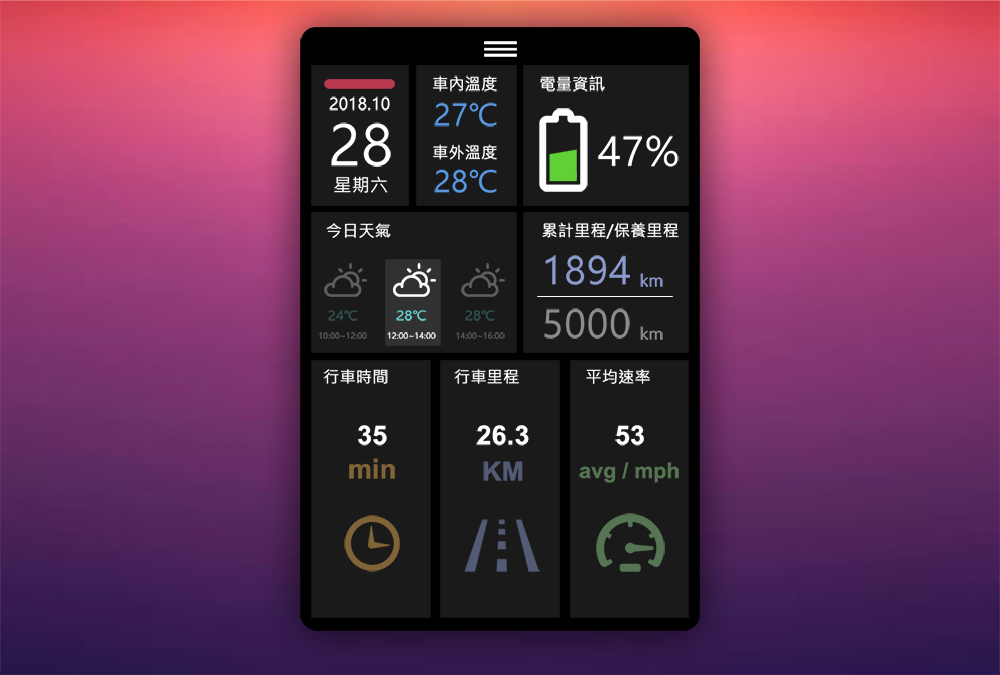 2018.10
28
星期六
車內溫度
27℃
車外溫度
28℃
電量資訊
47%
今日天氣
24℃
10:00~12:00
28℃
12:00~14:00
28℃
14:00~16:00
累計里程/保養里程
1894 km
5000 km
行車時間
35
min
行車里程
26.3
KM
平均速率
53
avg / mph